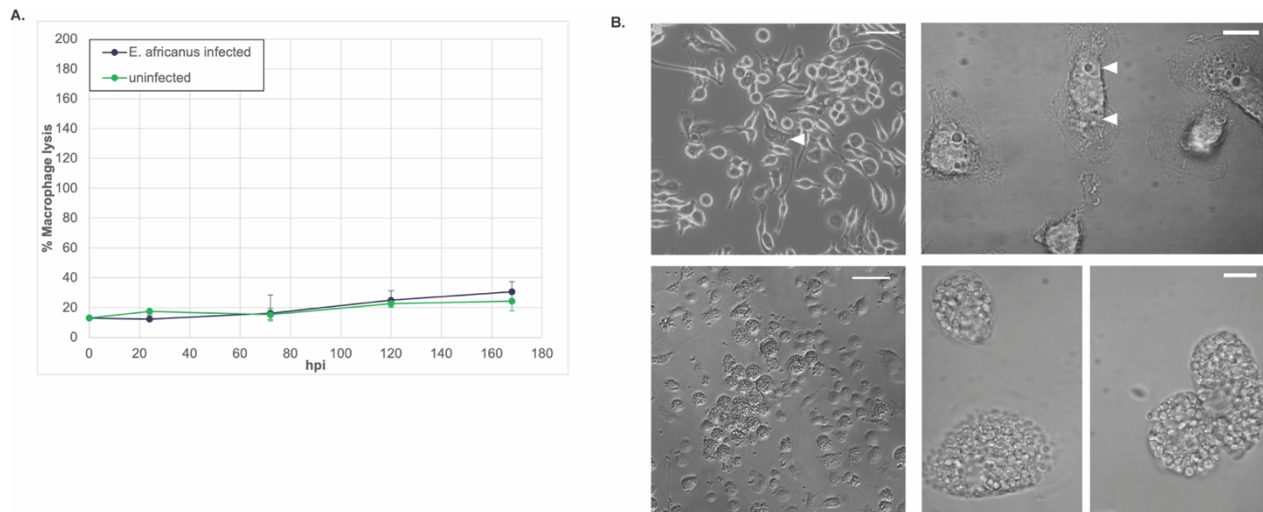 A.
B.
200
180
160
140
120
100
80
60
40
20
0
% Macrophage lysis
E. africanus infected
uninfected
0 20 40 60 80 100 120 140 160 180
hpi